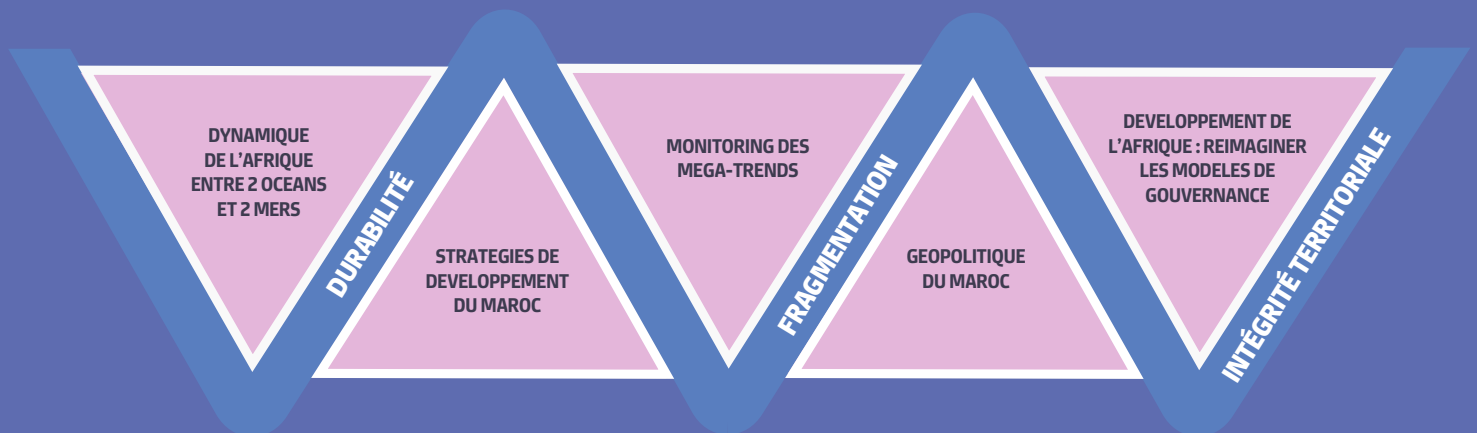 DYNAMIQUE
DE L'AFRIQUE
ENTRE 2 OCEANS
ET 2 MERS
DURABILITÉ
STRATEGIES DE
DEVELOPPEMENT
DU MAROC
MONITORING DES
MEGA-TRENDS
FRAGMENTATION
GEOPOLITIQUE
DU MAROC
DEVELOPPEMENT DE
L'AFRIQUE : REIMAGINER
LES MODELES DE
GOUVERNANCE
INTÉGRITÉ TERRITORIALE